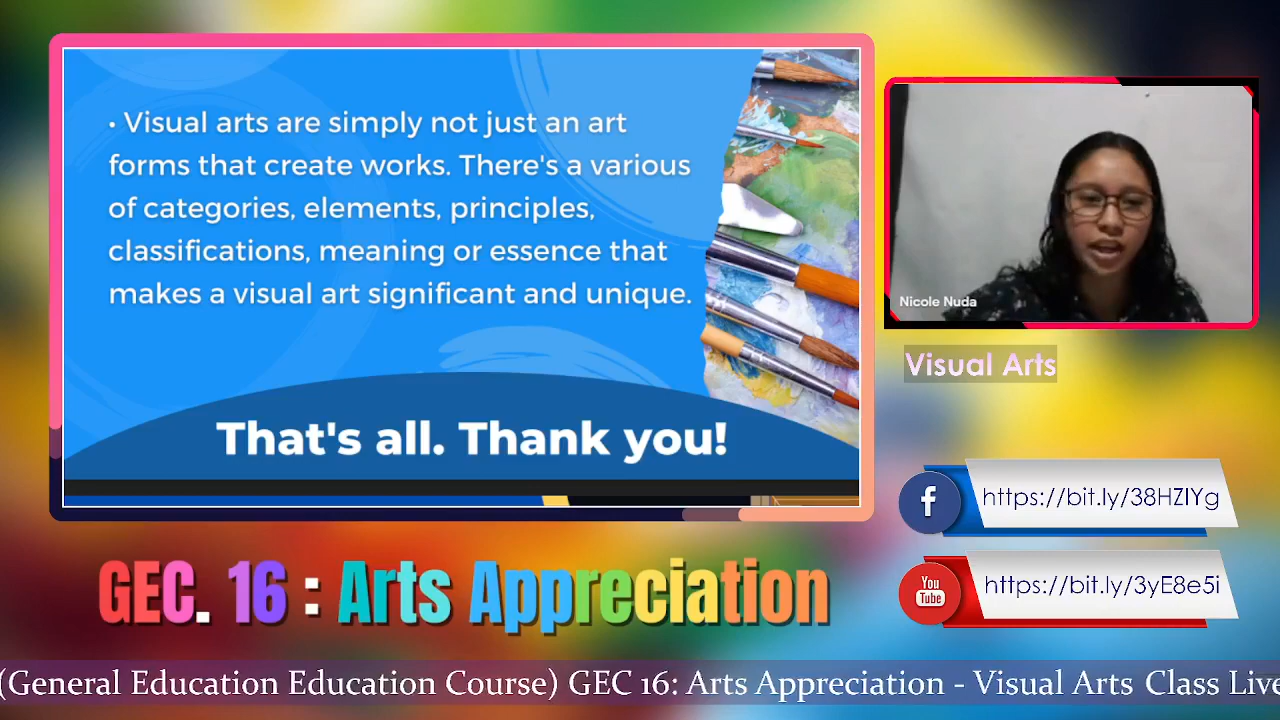 • Visual arts are simply not just an art
forms that create works. There's a various
of categories, elements, principles,
classifications, meaning or essence that
makes a visual art significant and unique.
That's all. Thank you!
Nicole Nuda
Visual Arts
f
https://bit.ly/38HZIYg
You
Tube
https://bit.ly/3yE8e5i
GEC. 16 : Arts Appreciation
(General Education Education Course) GEC 16: Arts Appreciation - Visual Arts Class Live